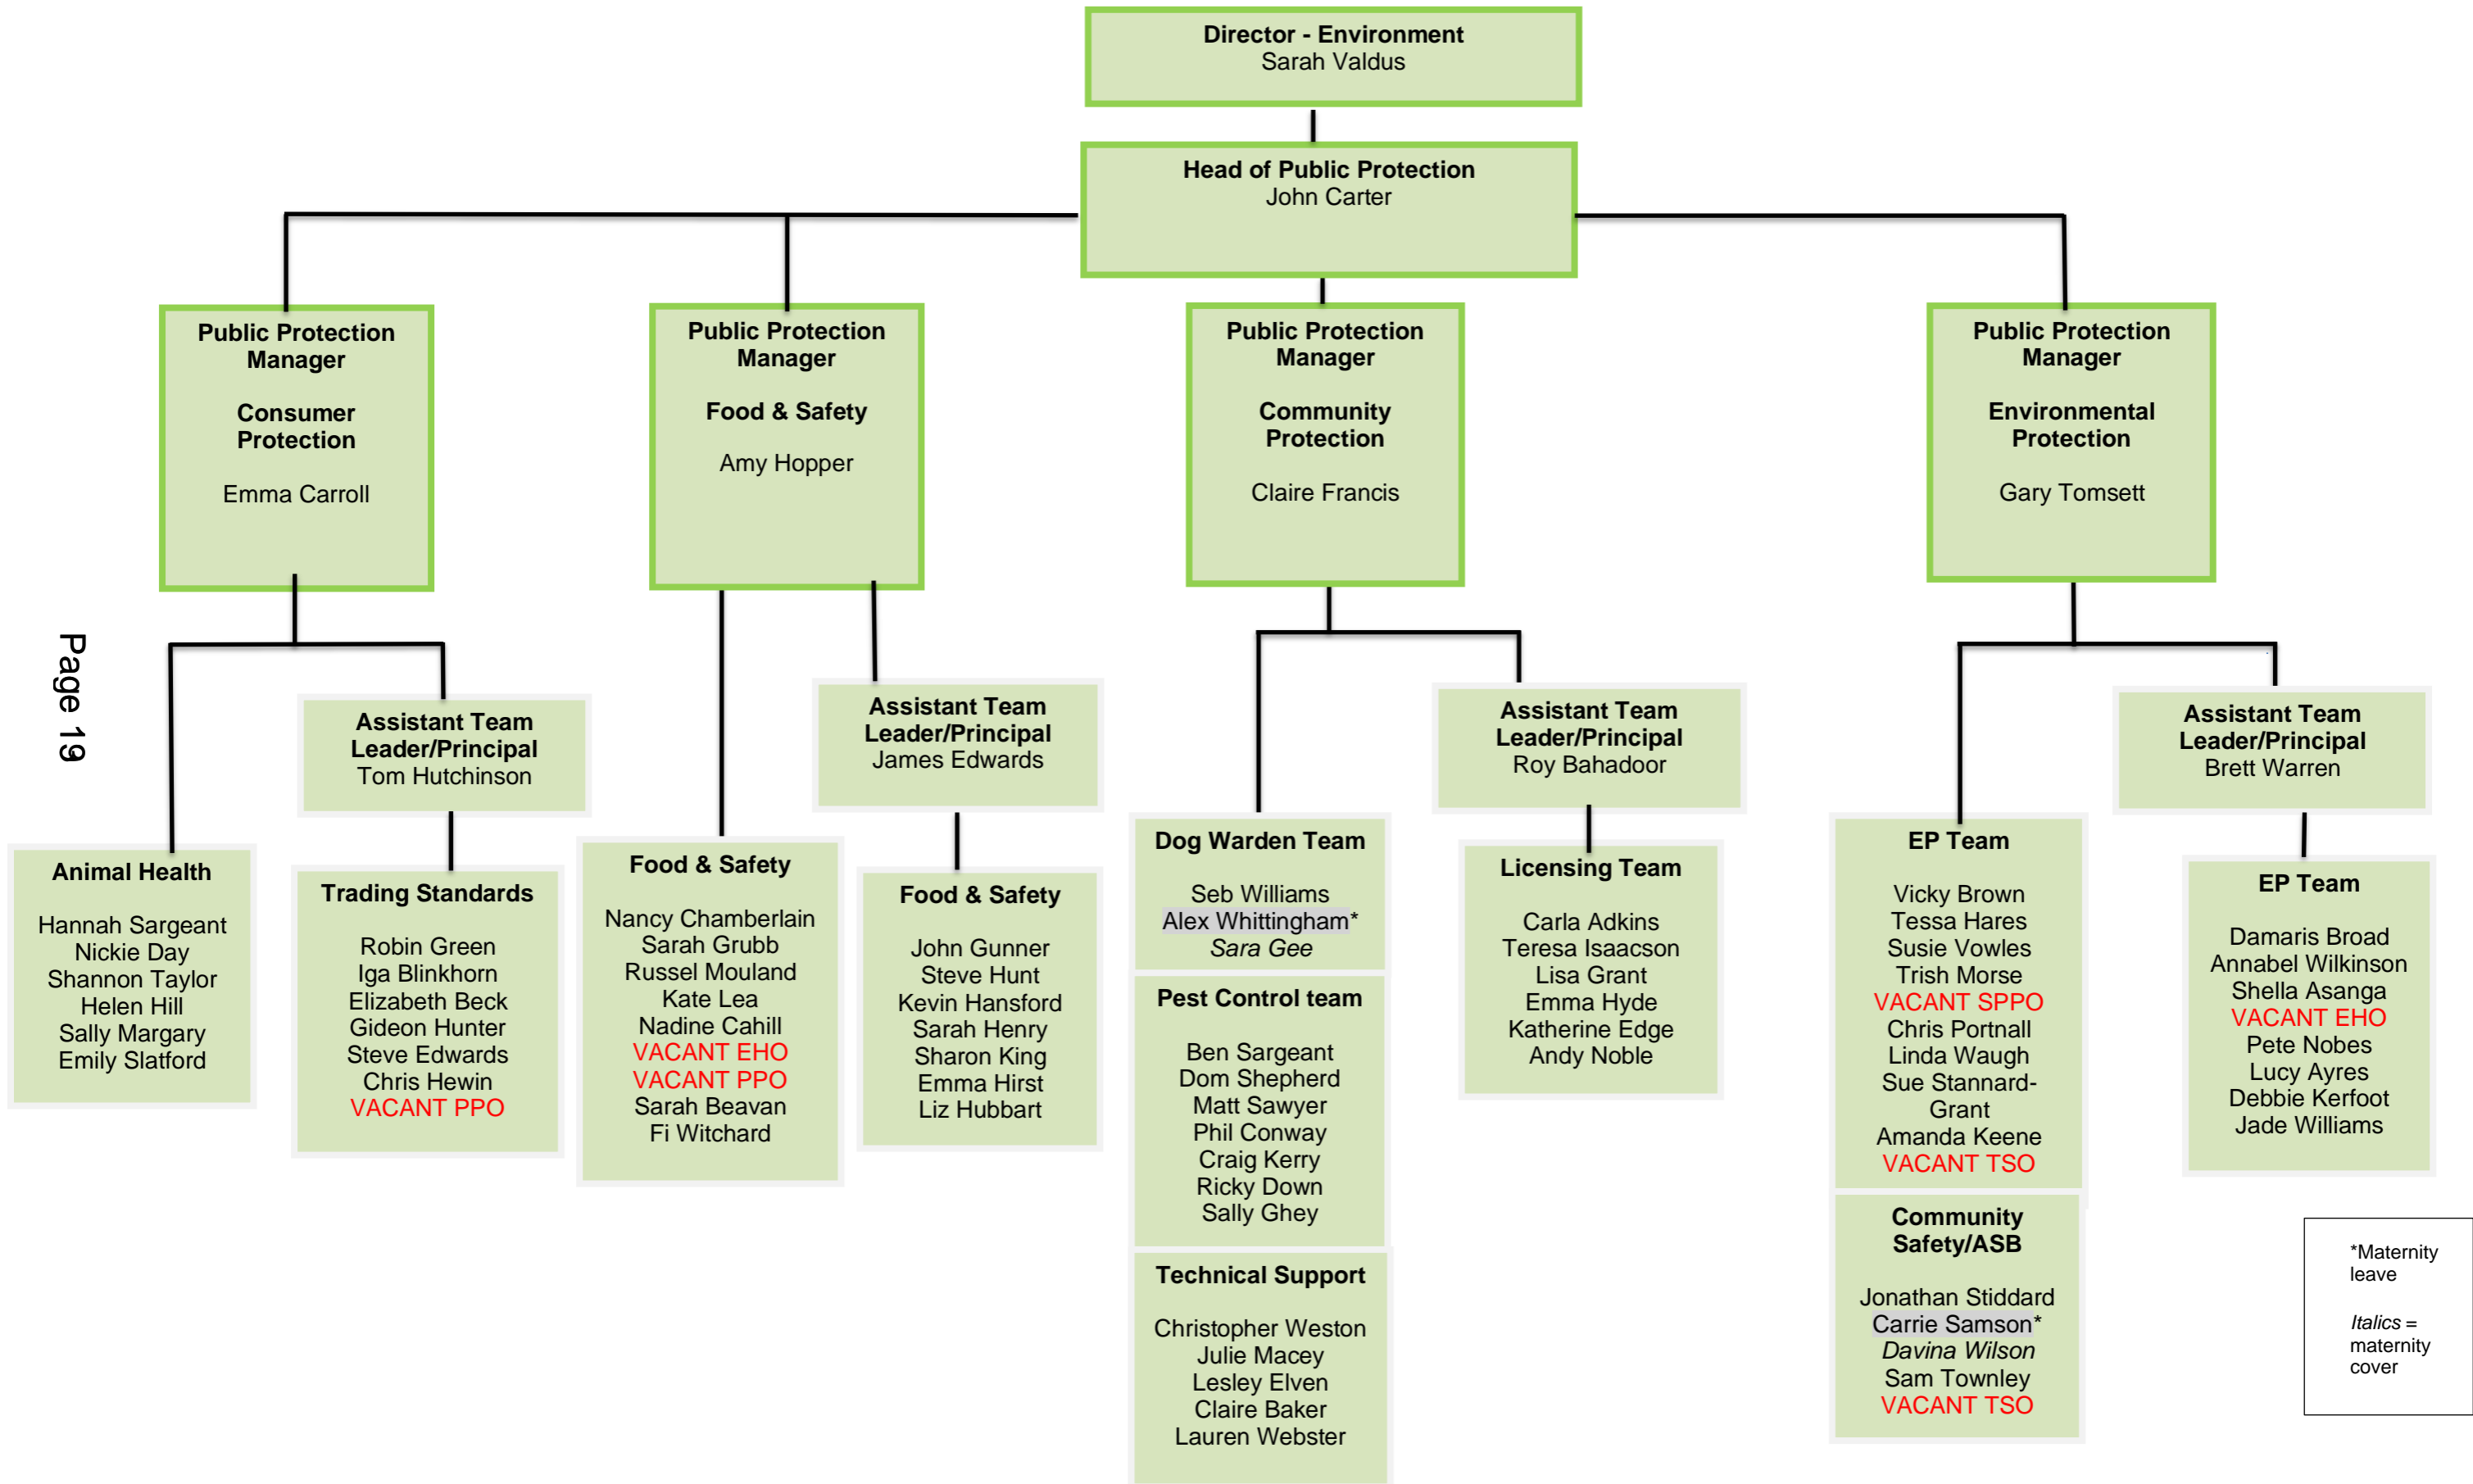 Director - Environment
Sarah Valdus
Head of Public Protection
John Carter
Public Protection
Manager
Consumer
Protection
Emma Carroll
Public Protection
Manager
Food & Safety
Amy Hopper
Public Protection
Manager
Community
Protection
Claire Francis
Public Protection
Manager
Environmental
Protection
Gary Tomsett
Page 19
Assistant Team
Leader/Principal
Tom Hutchinson
Assistant Team
Leader/Principal
James Edwards
Assistant Team
Leader/Principal
Roy Bahadoor
Assistant Team
Leader/Principal
Brett Warren
Animal Health
Hannah Sargeant
Nickie Day
Shannon Taylor
Helen Hill
Sally Margary
Emily Slatford
Trading Standards
Robin Green
Iga Blinkhorn
Elizabeth Beck
Gideon Hunter
Steve Edwards
Chris Hewin
VACANT PPO
Food & Safety
Nancy Chamberlain
Sarah Grubb
Russel Mouland
Kate Lea
Nadine Cahill
VACANT EHO
VACANT PPO
Sarah Beavan
Fi Witchard
Food & Safety
John Gunner
Steve Hunt
Kevin Hansford
Sarah Henry
Sharon King
Emma Hirst
Liz Hubbart
Dog Warden Team
Seb Williams
Alex Whittingham*
Sara Gee
Pest Control team
Ben Sargeant
Dom Shepherd
Matt Sawyer
Phil Conway
Craig Kerry
Ricky Down
Sally Ghey
Technical Support
Christopher Weston
Julie Macey
Lesley Elven
Claire Baker
Lauren Webster
Licensing Team
Carla Adkins
Teresa Isaacson
Lisa Grant
Emma Hyde
Katherine Edge
Andy Noble
EP Team
Vicky Brown
Tessa Hares
Susie Vowles
Trish Morse
VACANT SPPO
Chris Portnall
Linda Waugh
Sue Stannard-
Grant
Amanda Keene
VACANT TSO
Community
Safety/ASB
Jonathan Stiddard
Carrie Samson*
Davina Wilson
Sam Townley
VACANT TSO
EP Team
Damaris Broad
Annabel Wilkinson
Shella Asanga
VACANT EHO
Pete Nobes
Lucy Ayres
Debbie Kerfoot
Jade Williams
*Maternity
leave
Italics =
maternity
cover